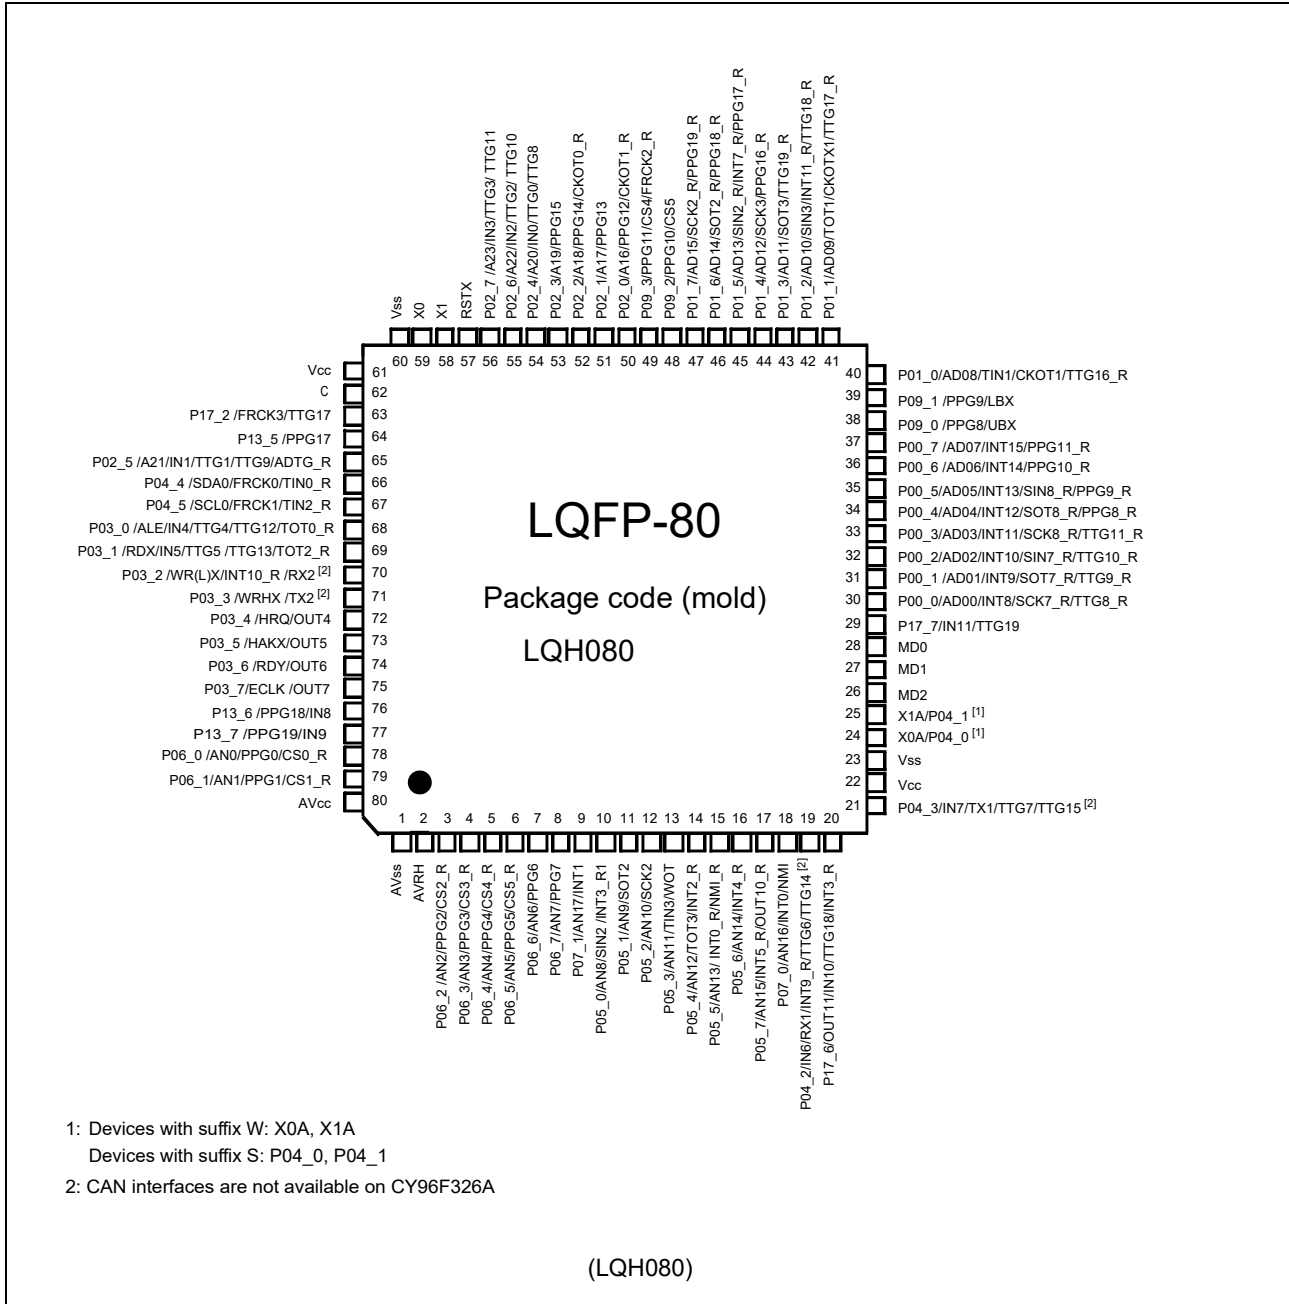 Vss
X0
X1
RSTX
P02_7 /A23/IN3/TTG3/ TTG11
P02_6/A22/IN2/TTG2/ TTG10
P02_4/A20/IN0/TTG0/TTG8
P02_3/A19/PPG15
P02_2/A18/PPG14/CKOT0_R
P02_1/A17/PPG13
P02_0/A16/PPG12/CKOT1_R
P09_3/PPG11/CS4/FRCK2_R
P09_2/PPG10/CS5
P01_7/AD15/SCK2_R/PPG19_R
P01_6/AD14/SOT2_R/PPG18_R
P01_5/AD13/SIN2_R/INT7_R/PPG17_R
P01_4/AD12/SCK3/PPG16_R
P01_3/AD11/SOT3/TTG19_R
P01_2/AD10/SIN3/INT11_R/TTG18_R
P01_1/AD09/TOT1/CKOTX1/TTG17_R
60 59 58 57 56 55 54 53 52 51 50 49 48 47 46 45 44 43 42 41
Vcc 61
C 62
P17_2 /FRCK3/TTG17 63
P13_5 /PPG17 64
P02_5 /A21/IN1/TTG1/TTG9/ADTG_R 65
P04_4 /SDA0/FRCK0/TIN0_R 66
P04_5 /SCL0/FRCK1/TIN2_R 67
P03_0 /ALE/IN4/TTG4/TTG12/TOT0_R 68
P03_1 /RDX/IN5/TTG5 /TTG13/TOT2_R 69
P03_2 /WR(L)X/INT10_R /RX2 [2] 70
P03_3 /WRHX /TX2 [2] 71
P03_4 /HRQ/OUT4 72
P03_5 /HAKX/OUT5 73
P03_6 /RDY/OUT6 74
P03_7/ECLK /OUT7 75
P13_6 /PPG18/IN8 76
P13_7 /PPG19/IN9 77
P06_0 /AN0/PPG0/CS0_R 78
P06_1/AN1/PPG1/CS1_R 79
AVcc 80
LQFP-80
Package code (mold)
LQH080
40 P01_0/AD08/TIN1/CKOT1/TTG16_R
39 P09_1 /PPG9/LBX
38 P09_0 /PPG8/UBX
37 P00_7 /AD07/INT15/PPG11_R
36 P00_6 /AD06/INT14/PPG10_R
35 P00_5/AD05/INT13/SIN8_R/PPG9_R
34 P00_4/AD04/INT12/SOT8_R/PPG8_R
33 P00_3/AD03/INT11/SCK8_R/TTG11_R
32 P00_2/AD02/INT10/SIN7_R/TTG10_R
31 P00_1 /AD01/INT9/SOT7_R/TTG9_R
30 P00_0/AD00/INT8/SCK7_R/TTG8_R
29 P17_7/IN11/TTG19
28 MD0
27 MD1
26 MD2
25 X1A/P04_1 [1]
24 X0A/P04_0 [1]
23 Vss
22 Vcc
21 P04_3/IN7/TX1/TTG7/TTG15 [2]
1 2 3 4 5 6 7 8 9 10 11 12 13 14 15 16 17 18 19 20
AVss
AVRH
P06_2 /AN2/PPG2/CS2_R
P06_3/AN3/PPG3/CS3_R
P06_4/AN4/PPG4/CS4_R
P06_5/AN5/PPG5/CS5_R
P06_6/AN6/PPG6
P06_7/AN7/PPG7
P07_1/AN17/INT1
P05_0/AN8/SIN2 /INT3_R1
P05_1/AN9/SOT2
P05_2/AN10/SCK2
P05_3/AN11/TIN3/WOT
P05_4/AN12/TOT3/INT2_R
P05_5/AN13/ INT0_R/NMI_R
P05_6/AN14/INT4_R
P05_7/AN15/INT5_R/OUT10_R
P07_0/AN16/INT0/NMI
P04_2/IN6/RX1/INT9_R/TTG6/TTG14 [2]
P17_6/OUT11/IN10/TTG18/INT3_R
1: Devices with suffix W: X0A, X1A
Devices with suffix S: P04_0, P04_1
2: CAN interfaces are not available on CY96F326A
(LQH080)